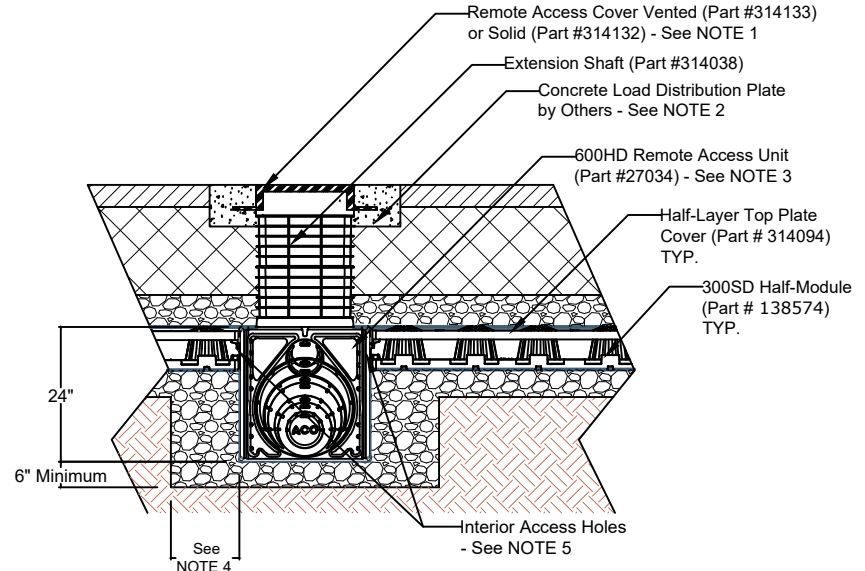 Remote Access Cover Vented (Part #314133)
or Solid (Part #314132) - See NOTE 1
Extension Shaft (Part #314038)
Concrete Load Distribution Plate
by Others - See NOTE 2
600HD Remote Access Unit
(Part #27034) - See NOTE 3
Half-Layer Top Plate
Cover (Part # 314094)
TYP.
300SD Half-Module
(Part # 138574)
TYP.
24"
ACO
6" Minimum
Interior Access Holes
- See NOTE 5
See
NOTE 4